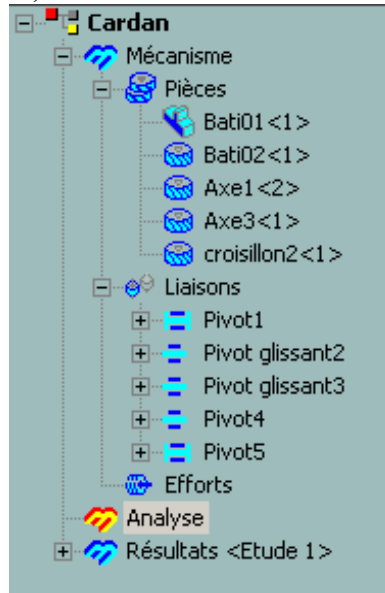 Cardan
Mécanisme
Pièces
Bati01<1>
Bati02<1>
Axe1<2>
Axe3<1>
croisillon2<1>
Liaisons
Pivot1
Pivot glissant2
Pivot glissant3
Pivot4
Pivot5
Efforts
Analyse
Résultats <Etude 1>